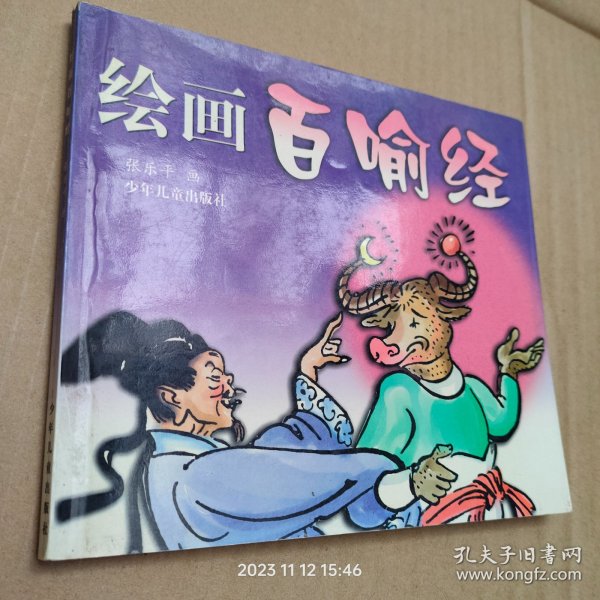 绘画百喻经
张乐平 画
少年儿童出版社
少年儿童出版社
2023 11 12 15:46
孔夫子旧书网
www.kongfz.com